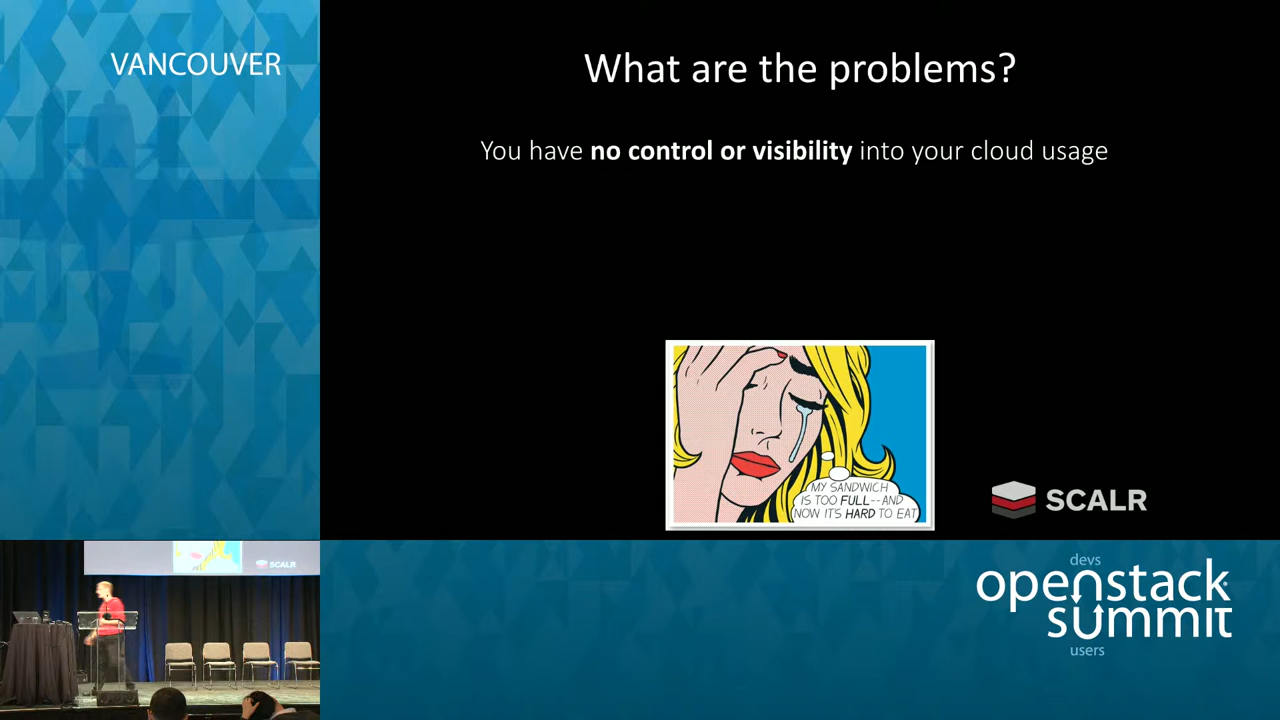 VANCOUVER
What are the problems?
You have no control or visibility into your cloud usage
MY SANDWICH
IS TOO FULL--AND
NOW IT'S HARD TO EAT
SCALR
SCALR
devs
openstack
summit
users